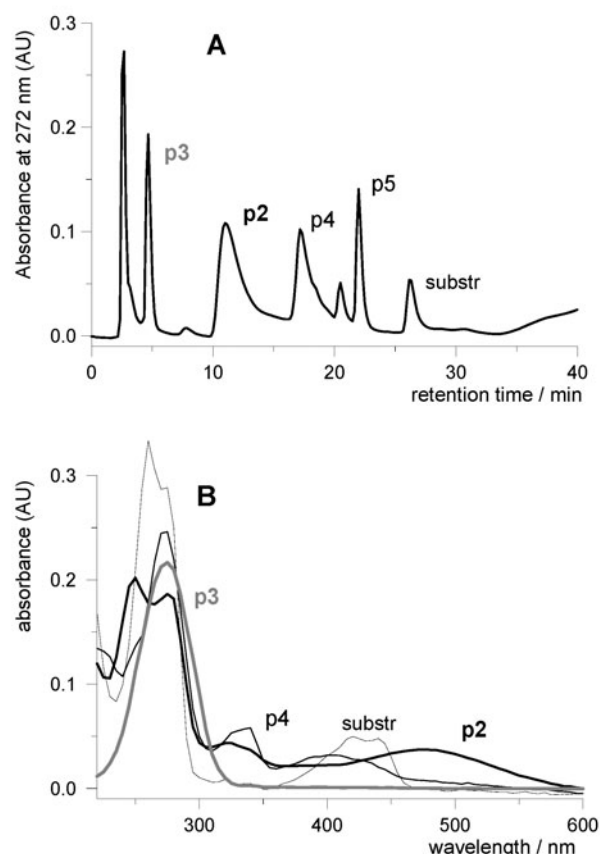 A
Absorbance at 272 nm (AU)
0.3
0.2
0.1
0.0
p3
p2
p4
p5
substr
0 10 20 30 40
retention time / min
B
absorbance (AU)
0.3
0.2
0.1
0.0
p3
p4
substr
p2
300 400 500 600
wavelength / nm